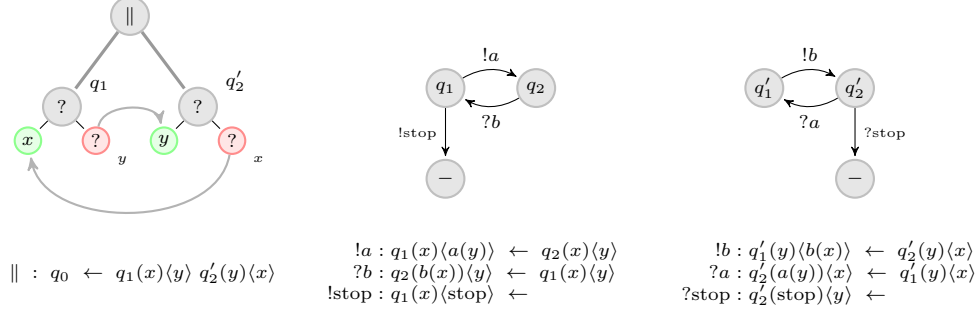 ∥
q₁
q′₂
?
?
x
?
y
y
?
x
!a
q₁
q₂
?b
!stop
−
!b
q′₁
q′₂
?a
?stop
−
∥ : q₀ ← q₁(x)⟨y⟩ q′₂(y)⟨x⟩
!a : q₁(x)⟨a(y)⟩ ← q₂(x)⟨y⟩
?b : q₂(b(x))⟨y⟩ ← q₁(x)⟨y⟩
!stop : q₁(x)⟨stop⟩ ←
!b : q′₁(y)⟨b(x)⟩ ← q′₂(y)⟨x⟩
?a : q′₂(a(y))⟨x⟩ ← q′₁(y)⟨x⟩
?stop : q′₂(stop)⟨y⟩ ←